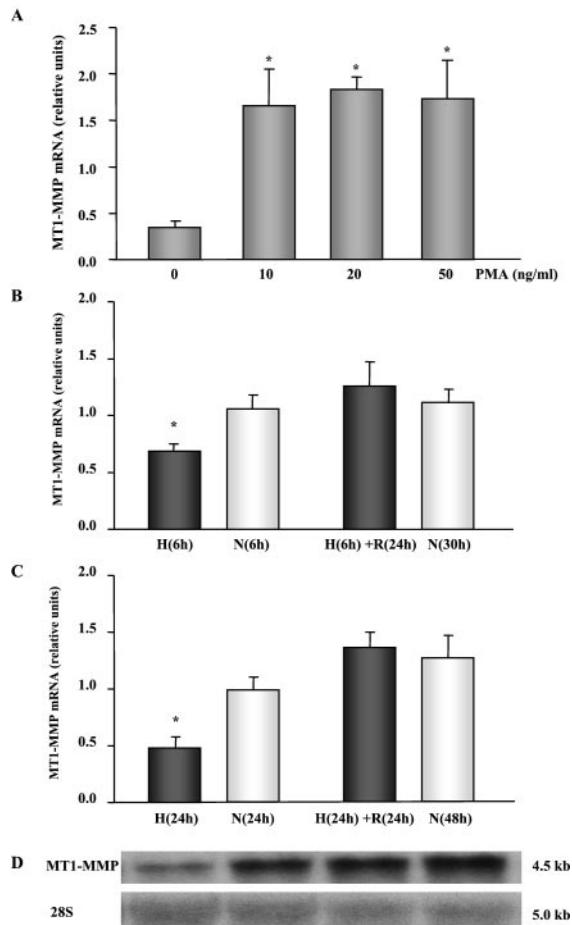 A
MT1-MMP mRNA (relative units)
2.5
2.0
1.5
1.0
0.5
0.0
*
*
*
0
10
20
50
PMA (ng/ml)
B
MT1-MMP mRNA (relative units)
2.0
1.5
1.0
0.5
0.0
*
H(6h)
N(6h)
H(6h) +R(24h)
N(30h)
C
MT1-MMP mRNA (relative units)
2.0
1.5
1.0
0.5
0.0
*
H(24h)
N(24h)
H(24h) +R(24h)
N(48h)
D
MT1-MMP
4.5 kb
28S
5.0 kb